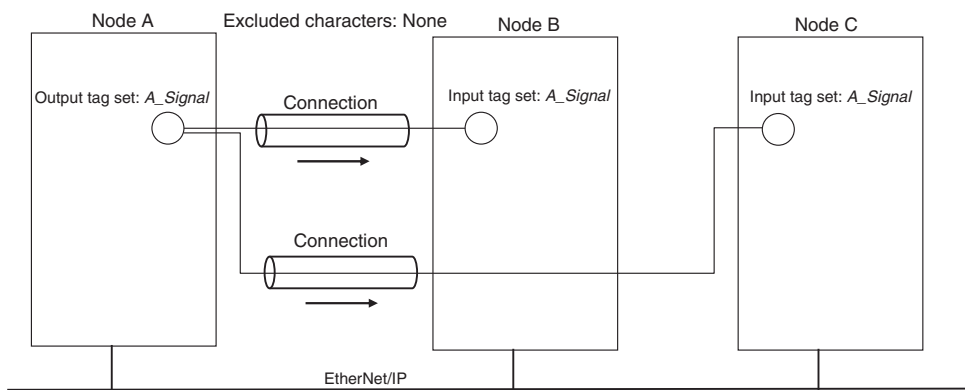 Node A
Excluded characters: None
Node B
Node C
Output tag set: A_Signal
Connection
Input tag set: A_Signal
Input tag set: A_Signal
Connection
EtherNet/IP